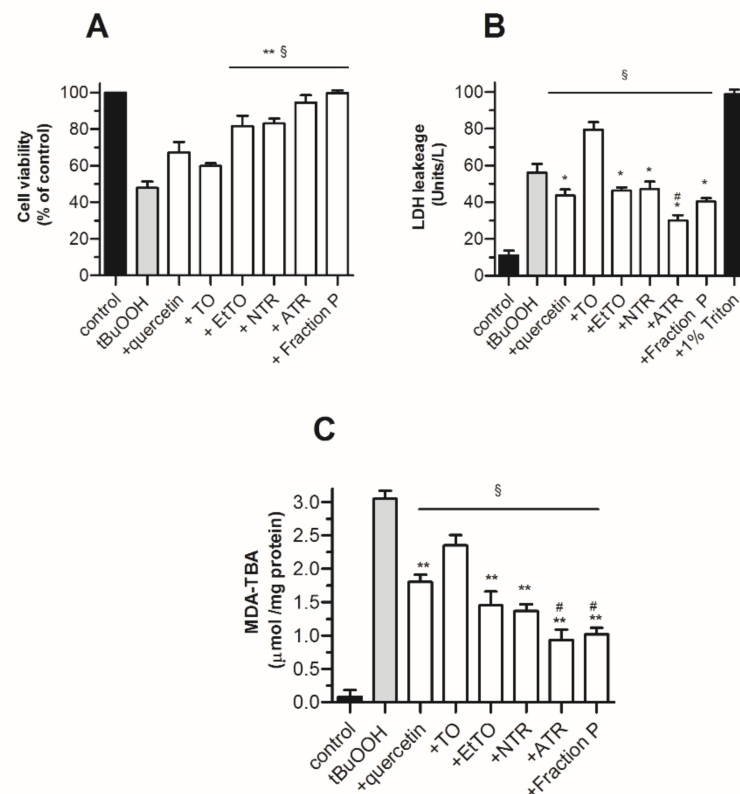 A
** §
Cell viability
(% of control)
100
80
60
40
20
0
control
tBuOOH
+quercetin
+ TO
+ EtTO
+ NTR
+ ATR
+ Fraction P
B
§
LDH leakeage
(Units/L)
100
80
60
40
20
0
*
*
*
#
*
*
control
tBuOOH
+quercetin
+TO
+EtTO
+NTR
+ATR
+Fraction P
+1% Triton
C
§
MDA-TBA
(μmol /mg protein)
3.0
2.5
2.0
1.5
1.0
0.5
0.0
**
**
**
#
**
#
**
control
tBuOOH
+quercetin
+TO
+EtTO
+NTR
+ATR
+Fraction P